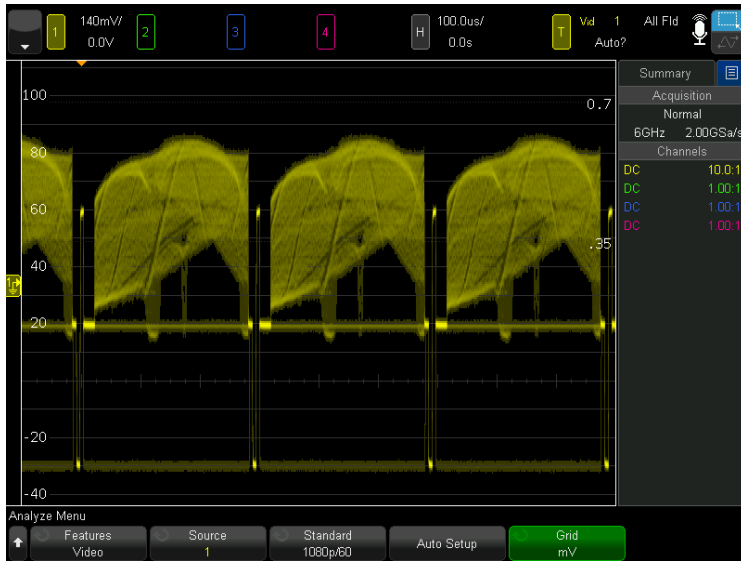 1 140mV/ 0.0V 2 3 4 H 100.0us/ 0.0s T Vid 1 All Fld Auto?
Summary
Acquisition
Normal
6GHz 2.00GSa/s
Channels
DC 10.0:1
DC 1.00:1
DC 1.00:1
DC 1.00:1
100
0.7
80
60
.35
40
1
20
-20
-40
Analyze Menu
Features
Video
Source
1
Standard
1080p/60
Auto Setup
Grid
mV